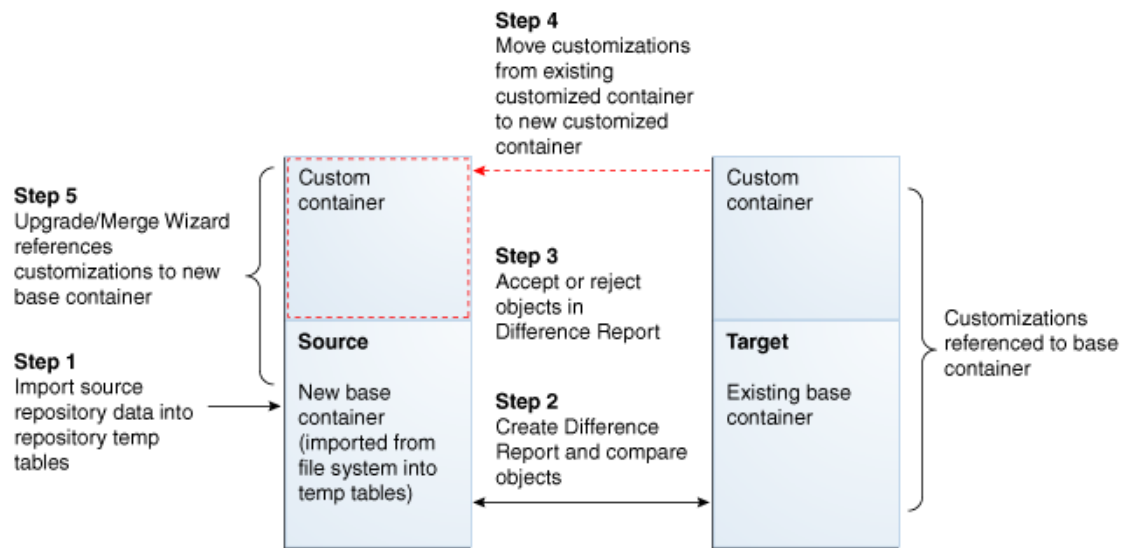 Step 4
Move customizations
from existing
customized container
to new customized
container
Custom
container
Custom
container
Step 5
Upgrade/Merge Wizard
references
customizations to new
base container
Step 3
Accept or reject
objects in
Difference Report
Customizations
referenced to base
container
Source
New base
container
(imported from
file system into
temp tables)
Target
Existing base
container
Step 1
Import source
repository data into
repository temp
tables
Step 2
Create Difference
Report and compare
objects